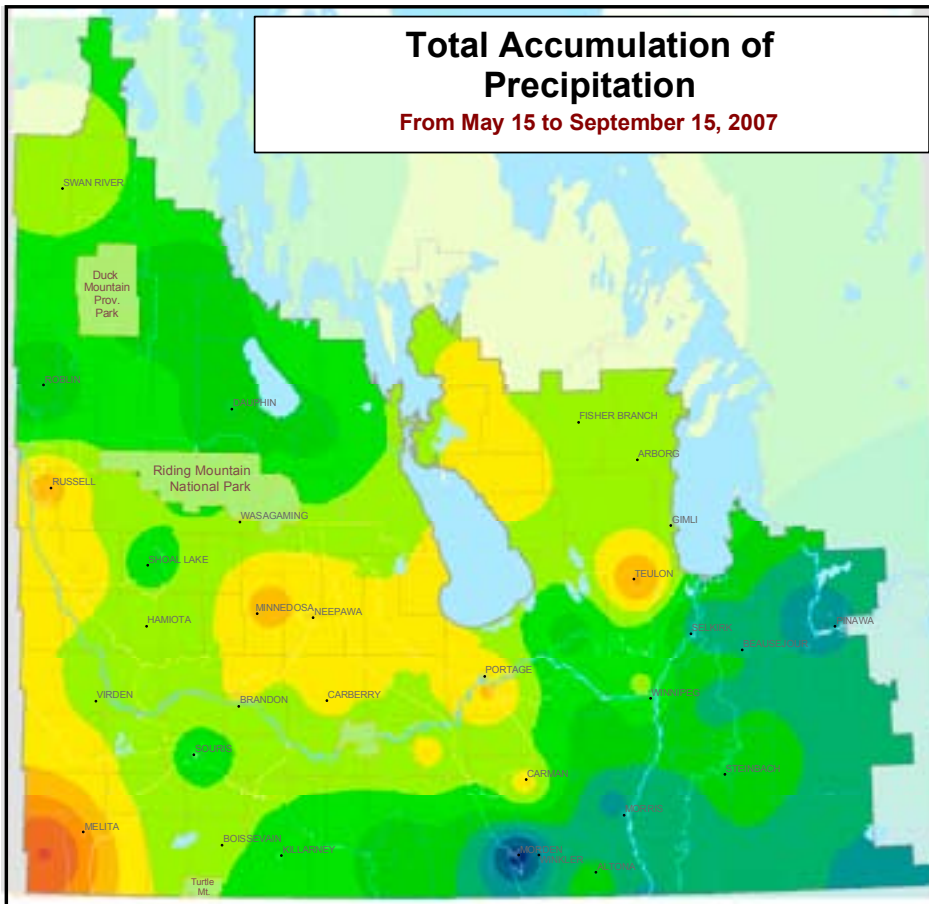 Total Accumulation of
Precipitation
From May 15 to September 15, 2007
SWAN RIVER
Duck
Mountain
Prov.
Park
ROBLIN
DAUPHIN
FISHER BRANCH
ARBORG
Riding Mountain
National Park
RUSSELL
WASAGAMING
GIMLI
SHOAL LAKE
TEULON
MINNEDOSA
NEEPAWA
HAMIOTA
SELKIRK
PINAWA
BEAUSEJOUR
PORTAGE
VIRDEN
BRANDON
CARBERRY
WINNIPEG
SOURIS
CARMAN
STEINBACH
MORRIS
MELITA
BOISSEVAIN
KILLARNEY
MORDEN
WINKLER
ALTONA
Turtle
Mt.